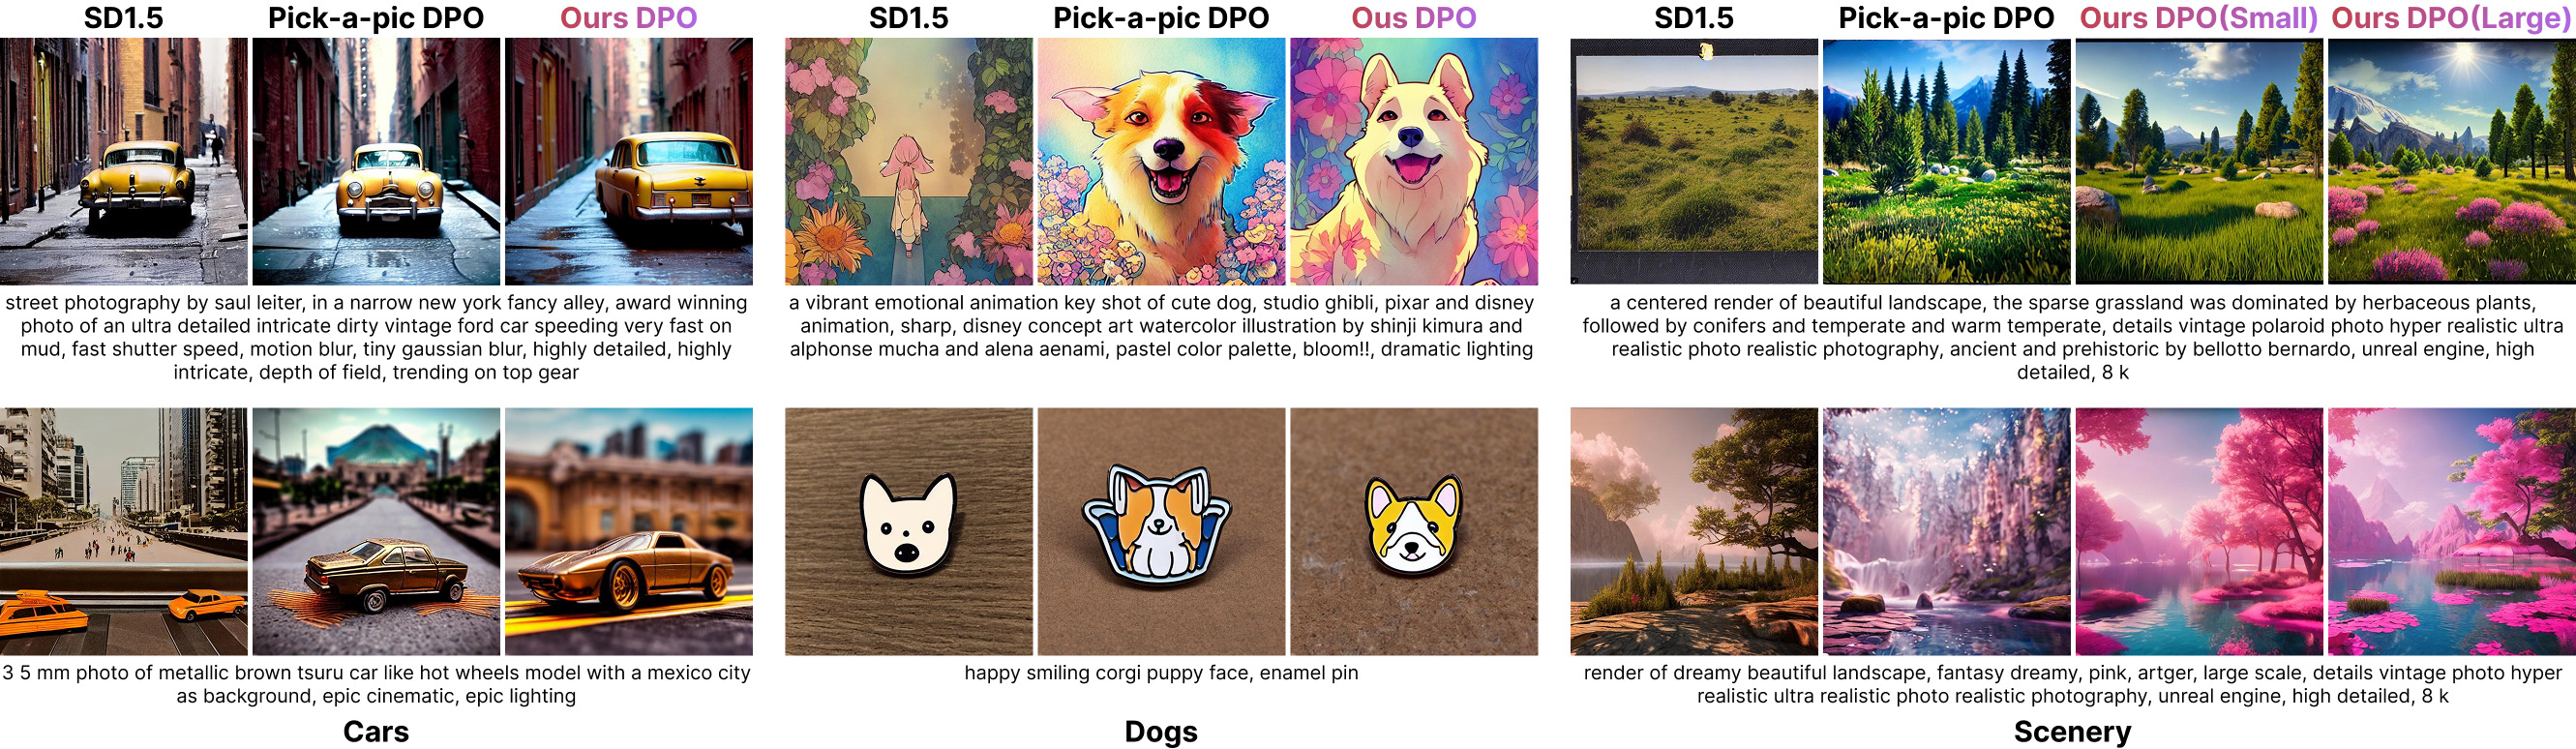 SD1.5
Pick-a-pic DPO
Ours DPO
street photography by saul leiter, in a narrow new york fancy alley, award winning
photo of an ultra detailed intricate dirty vintage ford car speeding very fast on
mud, fast shutter speed, motion blur, tiny gaussian blur, highly detailed, highly
intricate, depth of field, trending on top gear
3 5 mm photo of metallic brown tsuru car like hot wheels model with a mexico city
as background, epic cinematic, epic lighting
Cars
SD1.5
Pick-a-pic DPO
Ous DPO
a vibrant emotional animation key shot of cute dog, studio ghibli, pixar and disney
animation, sharp, disney concept art watercolor illustration by shinji kimura and
alphonse mucha and alena aenami, pastel color palette, bloom!!, dramatic lighting
happy smiling corgi puppy face, enamel pin
Dogs
SD1.5
Pick-a-pic DPO
Ours DPO(Small)
Ours DPO(Large)
a centered render of beautiful landscape, the sparse grassland was dominated by herbaceous plants,
followed by conifers and temperate and warm temperate, details vintage polaroid photo hyper realistic ultra
realistic photo realistic photography, ancient and prehistoric by bellotto bernardo, unreal engine, high
detailed, 8 k
render of dreamy beautiful landscape, fantasy dreamy, pink, artger, large scale, details vintage photo hyper
realistic ultra realistic photo realistic photography, unreal engine, high detailed, 8 k
Scenery